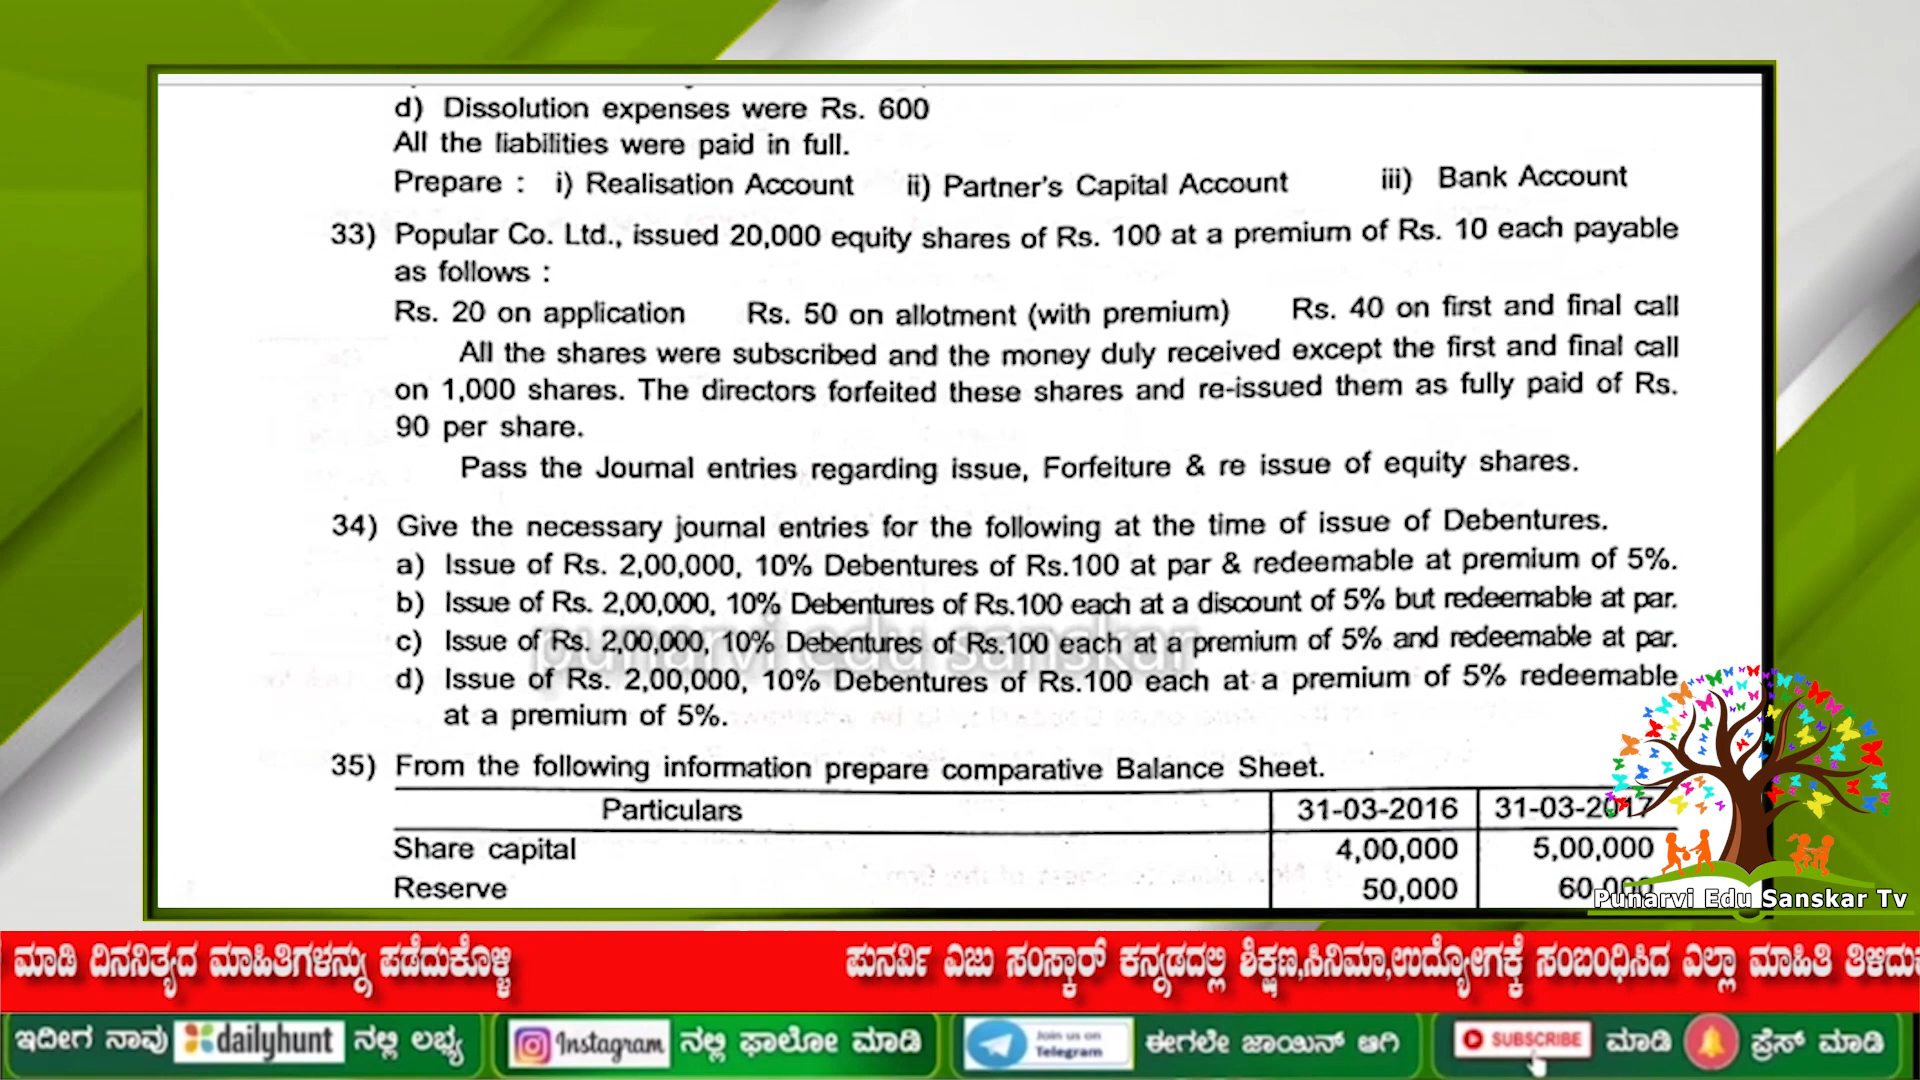 d) Dissolution expenses were Rs. 600
All the liabilities were paid in full.
Prepare : i) Realisation Account ii) Partner's Capital Account iii) Bank Account
33) Popular Co. Ltd., issued 20,000 equity shares of Rs. 100 at a premium of Rs. 10 each payable
as follows :
Rs. 20 on application Rs. 50 on allotment (with premium) Rs. 40 on first and final call
All the shares were subscribed and the money duly received except the first and final call
on 1,000 shares. The directors forfeited these shares and re-issued them as fully paid of Rs.
90 per share.
Pass the Journal entries regarding issue, Forfeiture & re issue of equity shares.
34) Give the necessary journal entries for the following at the time of issue of Debentures.
a) Issue of Rs. 2,00,000, 10% Debentures of Rs.100 at par & redeemable at premium of 5%.
b) Issue of Rs. 2,00,000, 10% Debentures of Rs.100 each at a discount of 5% but redeemable at par.
c) Issue of Rs. 2,00,000, 10% Debentures of Rs.100 each at a premium of 5% and redeemable at par.
punarvi edu sanskar
d) Issue of Rs. 2,00,000, 10% Debentures of Rs.100 each at a premium of 5% redeemable
at a premium of 5%.
35) From the following information prepare comparative Balance Sheet.
Particulars 31-03-2016 31-03-2017
Share capital 4,00,000 5,00,000
Reserve 50,000 60,000
Punarvi Edu Sanskar Tv
ಮಾಡಿ ದಿನನಿತ್ಯದ ಮಾಹಿತಿಗಳನ್ನು ಪಡೆದುಕೊಳ್ಳಿ ಪುನರ್ವಿ ಎಜು ಸಂಸ್ಕಾರ್ ಕನ್ನಡದಲ್ಲಿ ಶಿಕ್ಷಣ,ಸಿನಿಮಾ,ಉದ್ಯೋಗಕ್ಕೆ ಸಂಬಂಧಿಸಿದ ಎಲ್ಲಾ ಮಾಹಿತಿ
ಇದೀಗ ನಾವು dailyhunt ನಲ್ಲಿ ಲಭ್ಯ Instagram ನಲ್ಲಿ ಫಾಲೋ ಮಾಡಿ Join us on Telegram ಈಗಲೇ ಜಾಯಿನ್ ಆಗಿ SUBSCRIBE ಮಾಡಿ ಪ್ರೆಸ್ ಮಾಡಿ